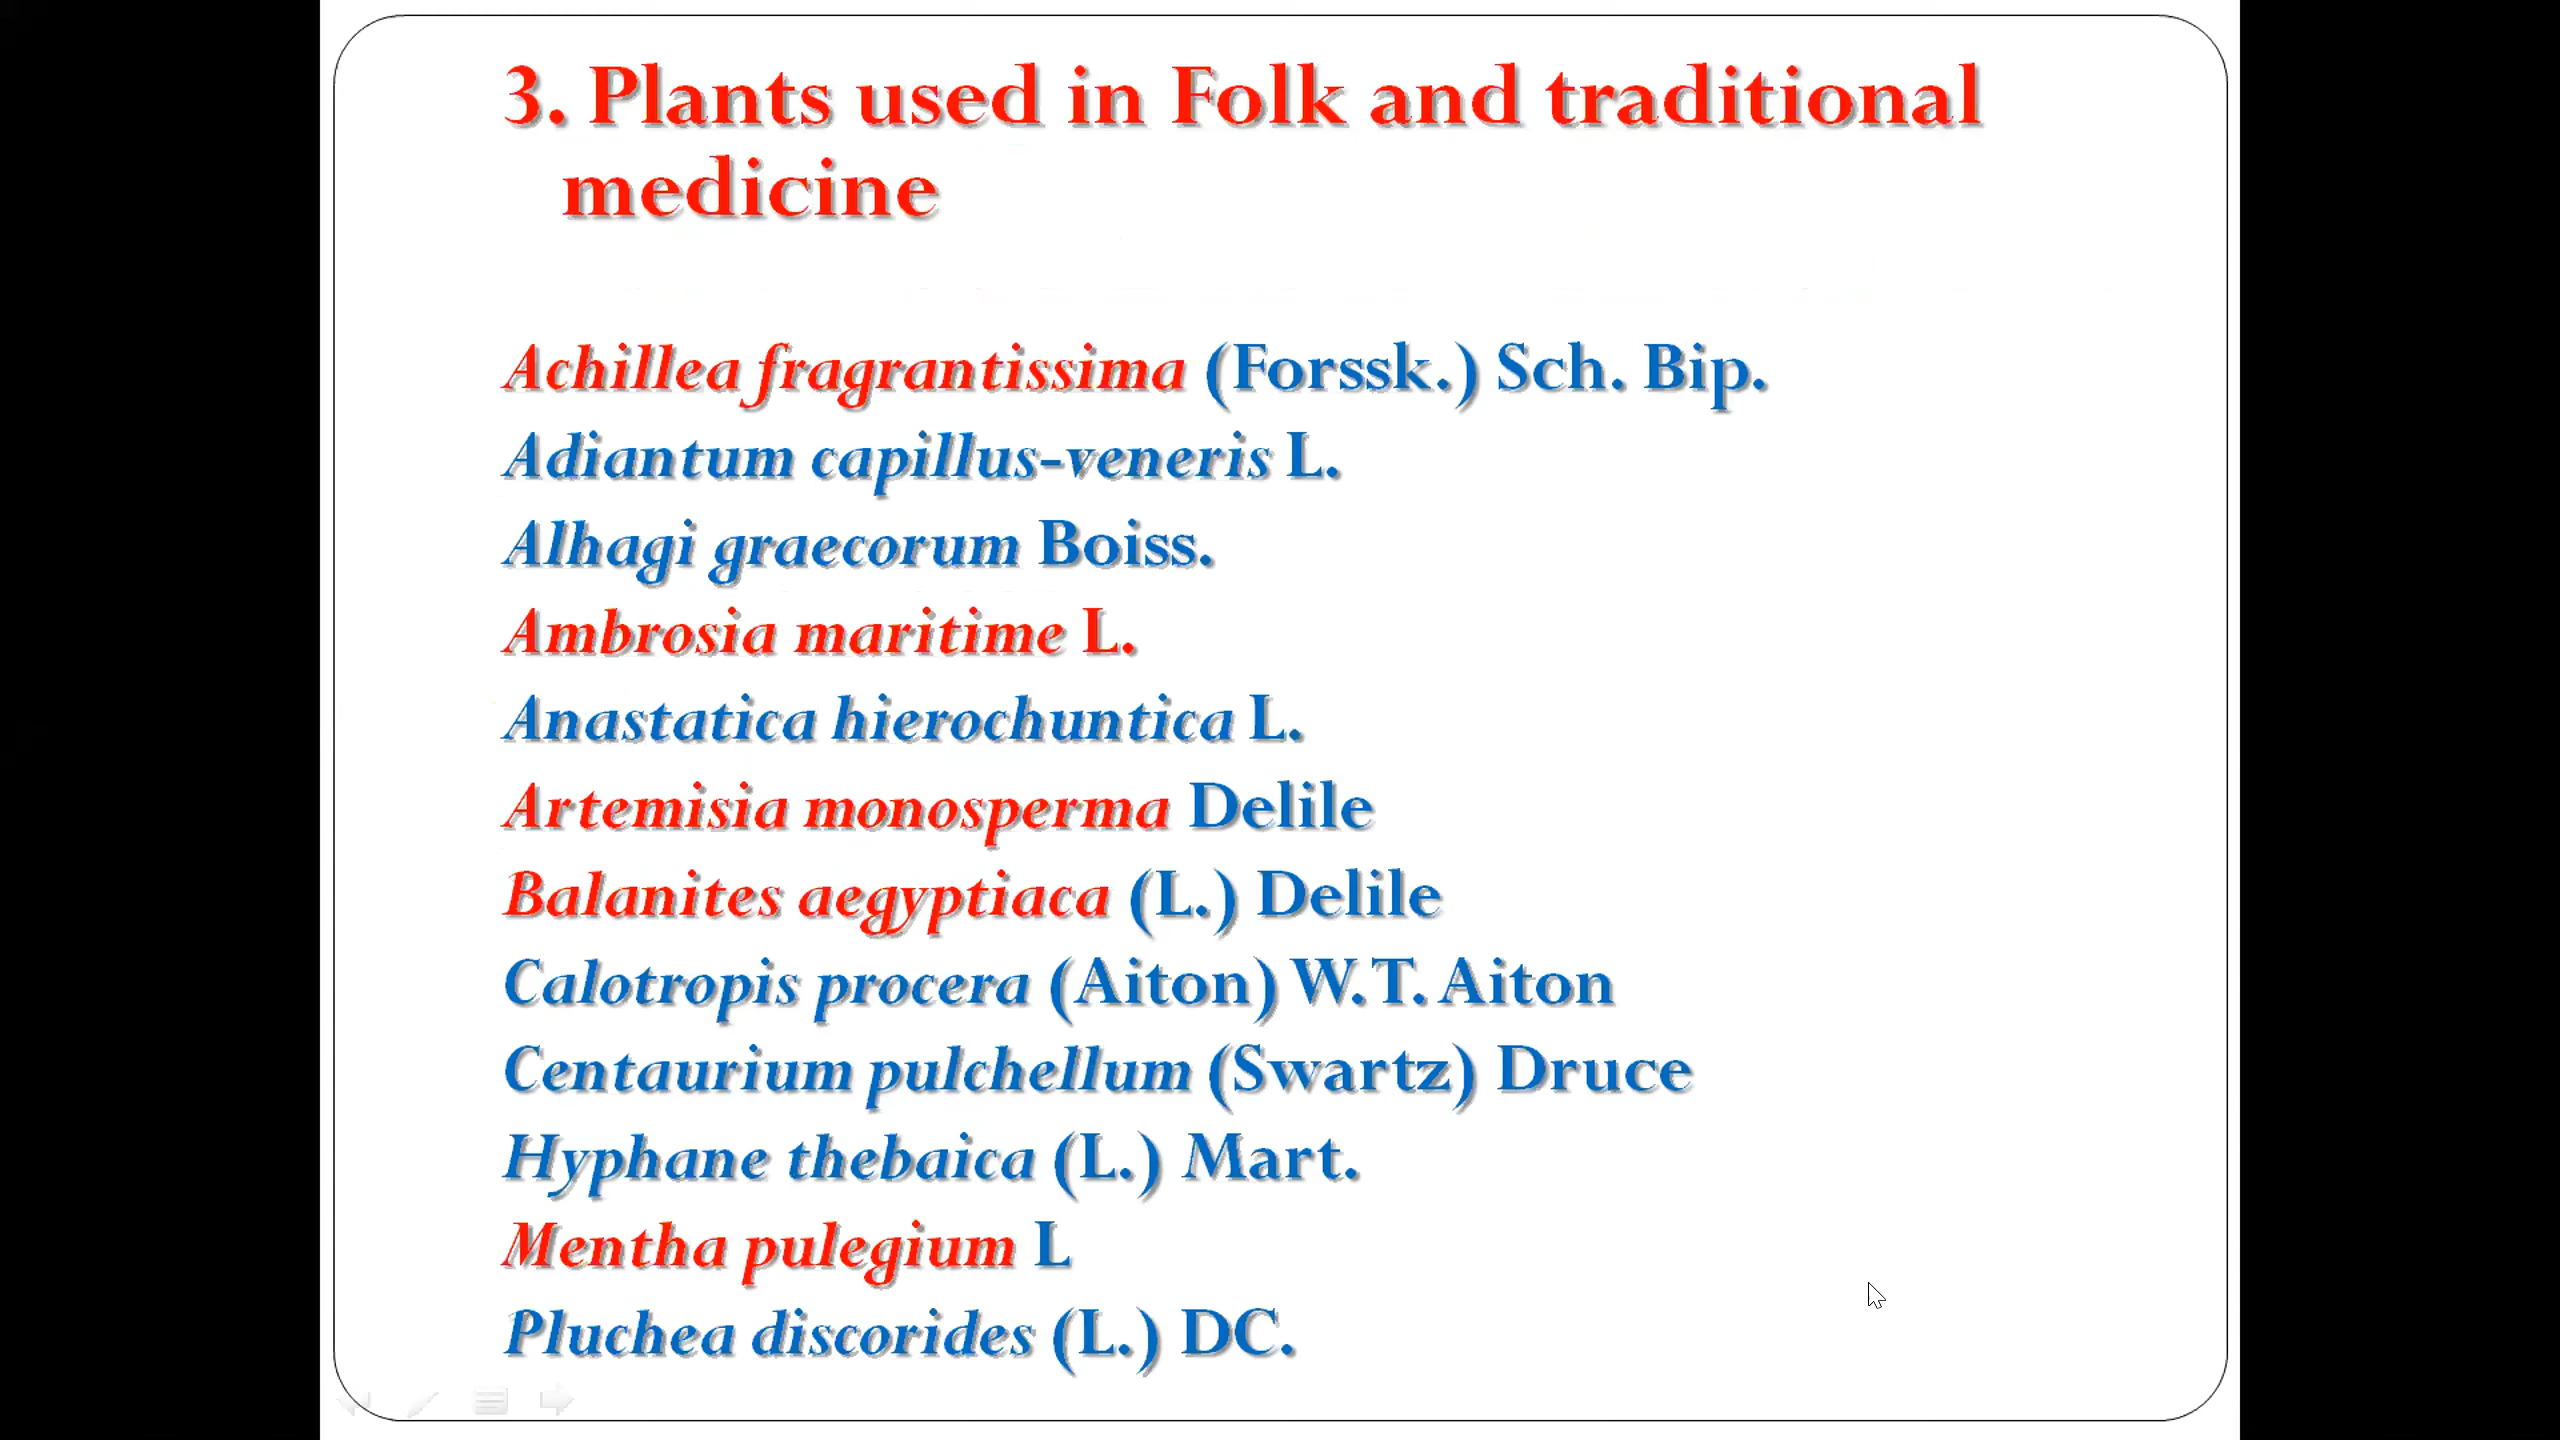 3. Plants used in Folk and traditional
medicine
Achillea fragrantissima (Forssk.) Sch. Bip.
Adiantum capillus-veneris L.
Alhagi graecorum Boiss.
Ambrosia maritime L.
Anastatica hierochuntica L.
Artemisia monosperma Delile
Balanites aegyptiaca (L.) Delile
Calotropis procera (Aiton) W.T. Aiton
Centaurium pulchellum (Swartz) Druce
Hyphane thebaica (L.) Mart.
Mentha pulegium L
Pluchea discorides (L.) DC.